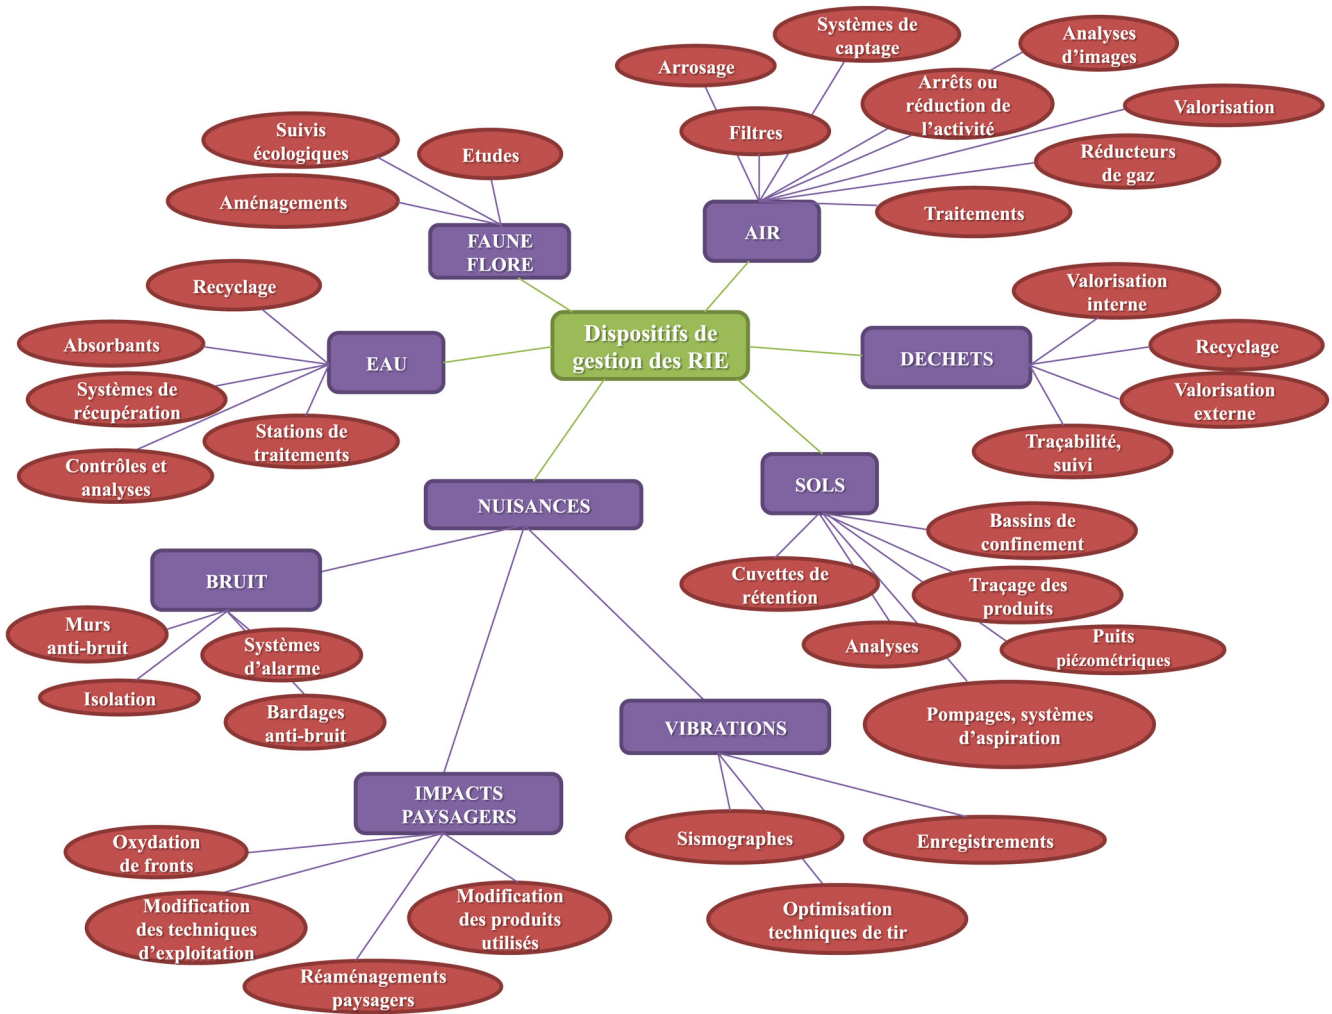 Systèmes de
captage
Analyses
d'images
Arrosage
Arrêts ou
réduction de
l'activité
Valorisation
Filtres
Suivis
écologiques
Etudes
Réducteurs
de gaz
Aménagements
Traitements
FAUNE
FLORE
AIR
Recyclage
Valorisation
interne
Dispositifs de
gestion des RIE
Absorbants
EAU
DECHETS
Recyclage
Systèmes de
récupération
Valorisation
externe
Stations de
traitements
Traçabilité,
suivi
Contrôles et
analyses
NUISANCES
SOLS
Bassins de
confinement
BRUIT
Cuvettes de
rétention
Traçage des
produits
Murs
anti-bruit
Systèmes
d'alarme
Analyses
Puits
piézométriques
Isolation
Bardages
anti-bruit
VIBRATIONS
Pompages, systèmes
d'aspiration
IMPACTS
PAYSAGERS
Oxydation
de fronts
Sismographes
Enregistrements
Modification
des techniques
d'exploitation
Modification
des produits
utilisés
Optimisation
techniques de tir
Réaménagements
paysagers